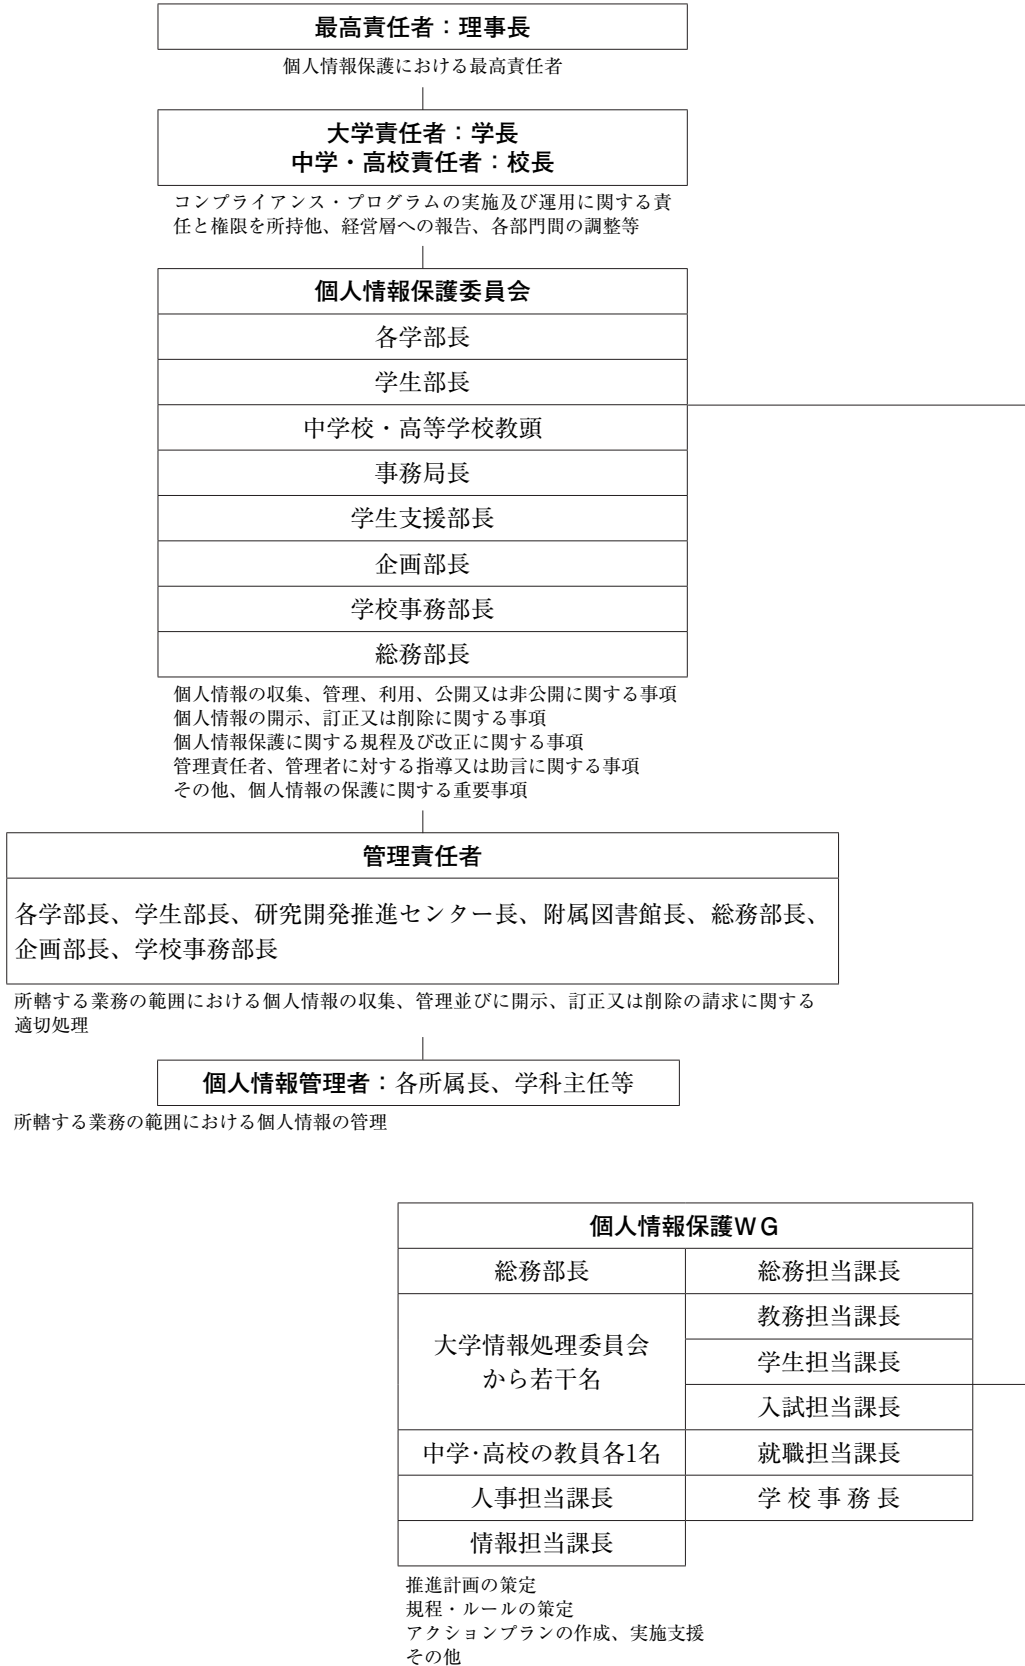 最高責任者：理事長
個人情報保護における最高責任者
大学責任者：学長
中学・高校責任者：校長
コンプライアンス・プログラムの実施及び運用に関する責
任と権限を所持他、経営層への報告、各部門間の調整等
個人情報保護委員会
各学部長
学生部長
中学校・高等学校教頭
事務局長
学生支援部長
企画部長
学校事務部長
総務部長
個人情報の収集、管理、利用、公開又は非公開に関する事項
個人情報の開示、訂正又は削除に関する事項
個人情報保護に関する規程及び改正に関する事項
管理責任者、管理者に対する指導又は助言に関する事項
その他、個人情報の保護に関する重要事項
管理責任者
各学部長、学生部長、研究開発推進センター長、附属図書館長、総務部長、
企画部長、学校事務部長
所轄する業務の範囲における個人情報の収集、管理並びに開示、訂正又は削除の請求に関する
適切処理
個人情報管理者：各所属長、学科主任等
所轄する業務の範囲における個人情報の管理
個人情報保護WG
総務部長
総務担当課長
大学情報処理委員会
から若干名
教務担当課長
学生担当課長
入試担当課長
中学・高校の教員各1名
就職担当課長
人事担当課長
学校事務長
情報担当課長
推進計画の策定
規程・ルールの策定
アクションプランの作成、実施支援
その他